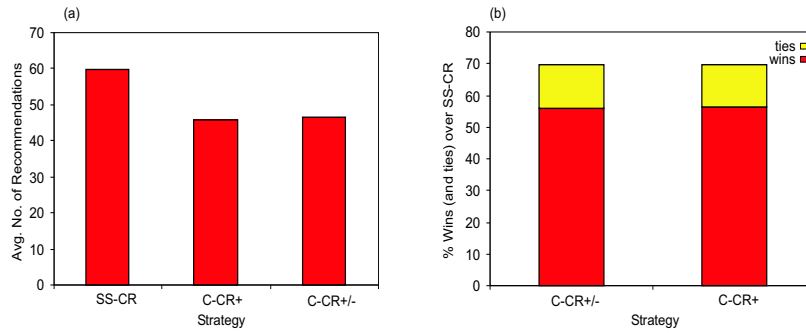 (a)
70
60
50
40
30
20
10
0
Avg. No. of Recommendations
SS-CR C-CR+ C-CR+/-
Strategy
(b)
80
70
60
50
40
30
20
10
0
% Wins (and ties) over SS-CR
ties
wins
C-CR+/- C-CR+
Strategy